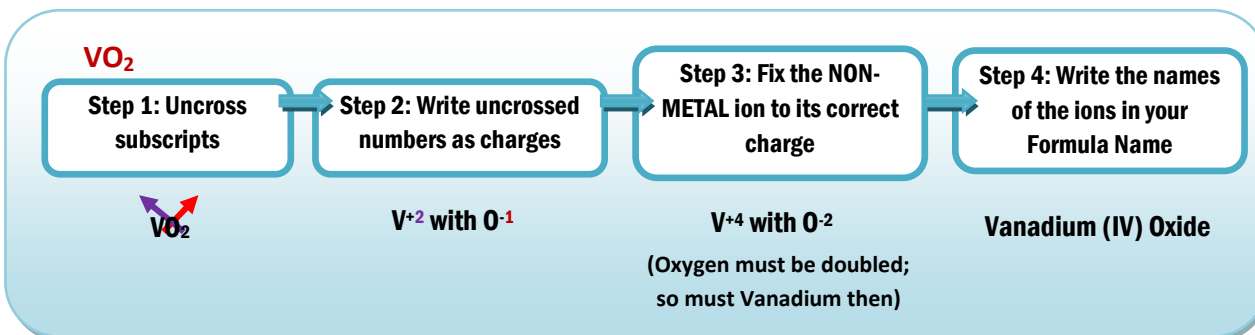 VO₂
Step 1: Uncross
subscripts
Step 2: Write uncrossed
numbers as charges
Step 3: Fix the NON-
METAL ion to its correct
charge
Step 4: Write the names
of the ions in your
Formula Name
VO₂
V⁺² with O⁻¹
V⁺⁴ with O⁻²
(Oxygen must be doubled;
so must Vanadium then)
Vanadium (IV) Oxide